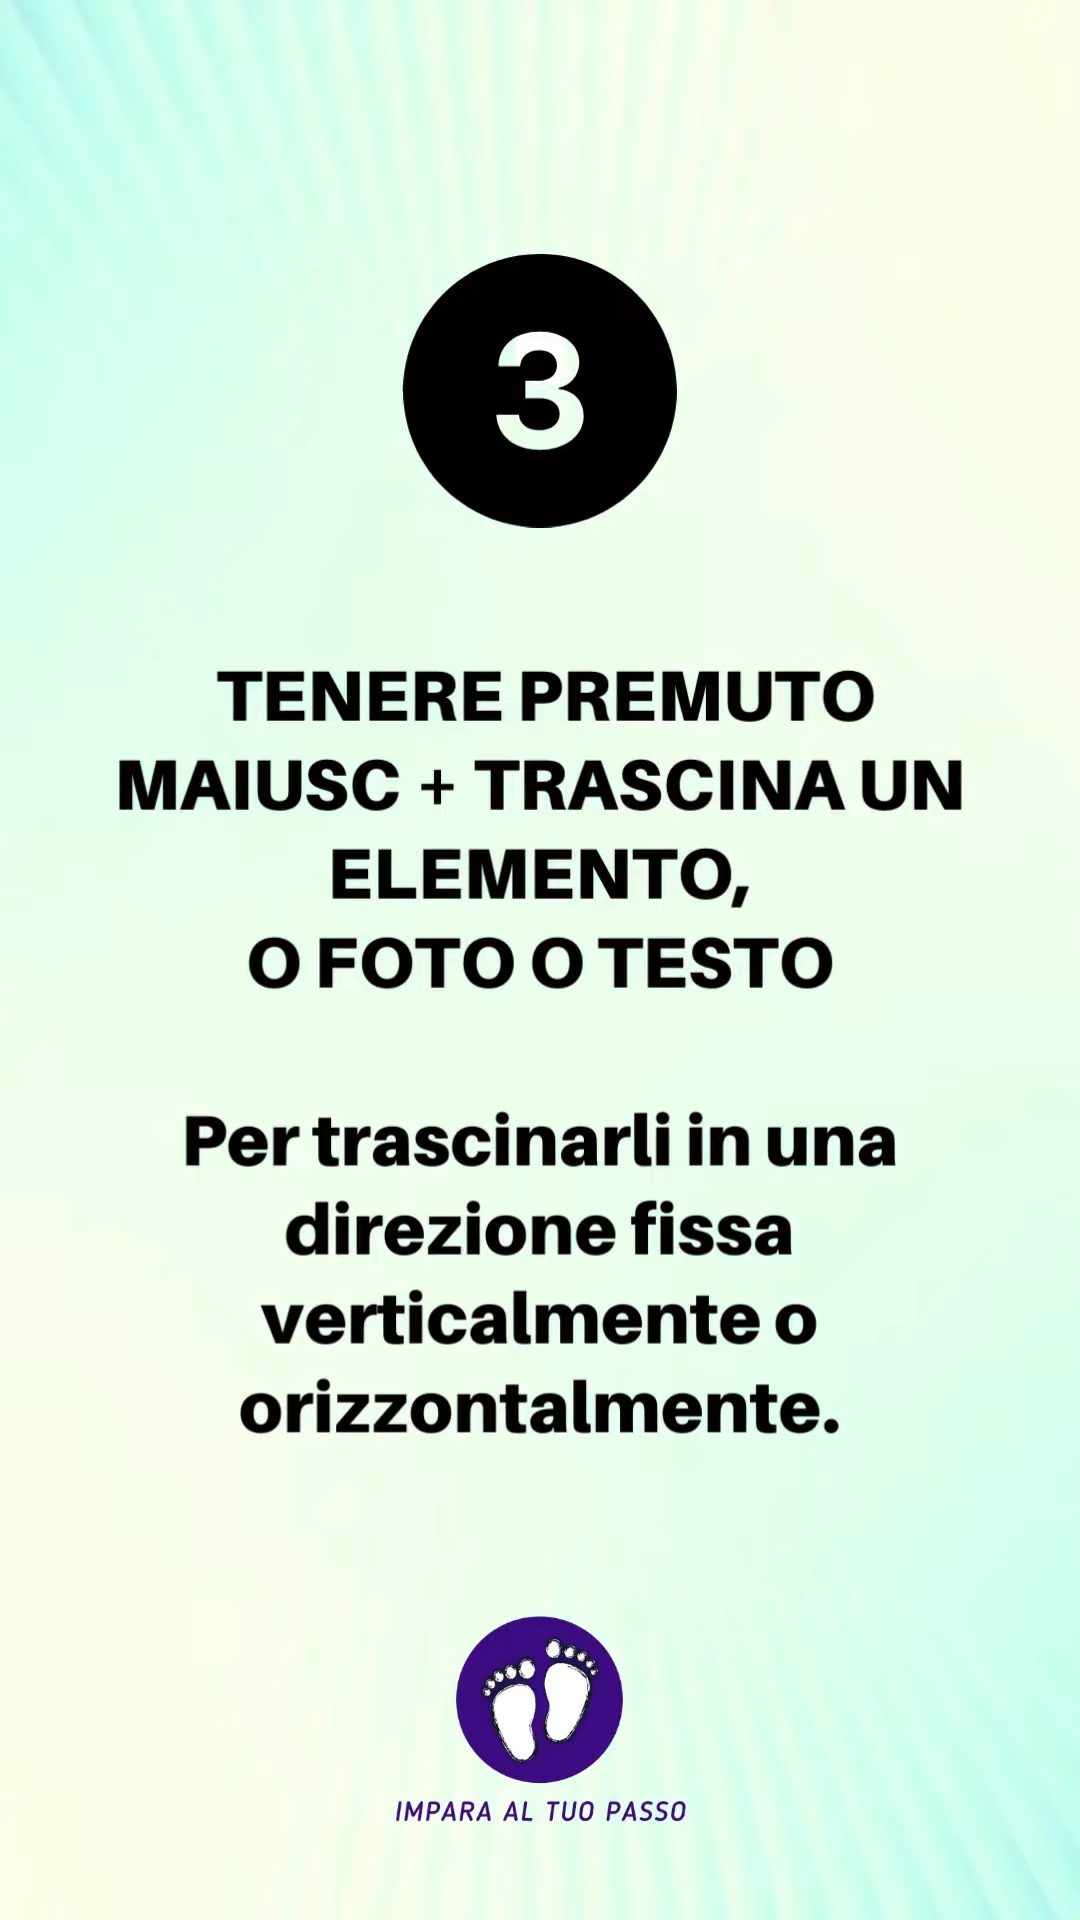 3
TENERE PREMUTO
MAIUSC + TRASCINA UN
ELEMENTO,
O FOTO O TESTO
Per trascinarli in una
direzione fissa
verticalmente o
orizzontalmente.
IMPARA AL TUO PASSO